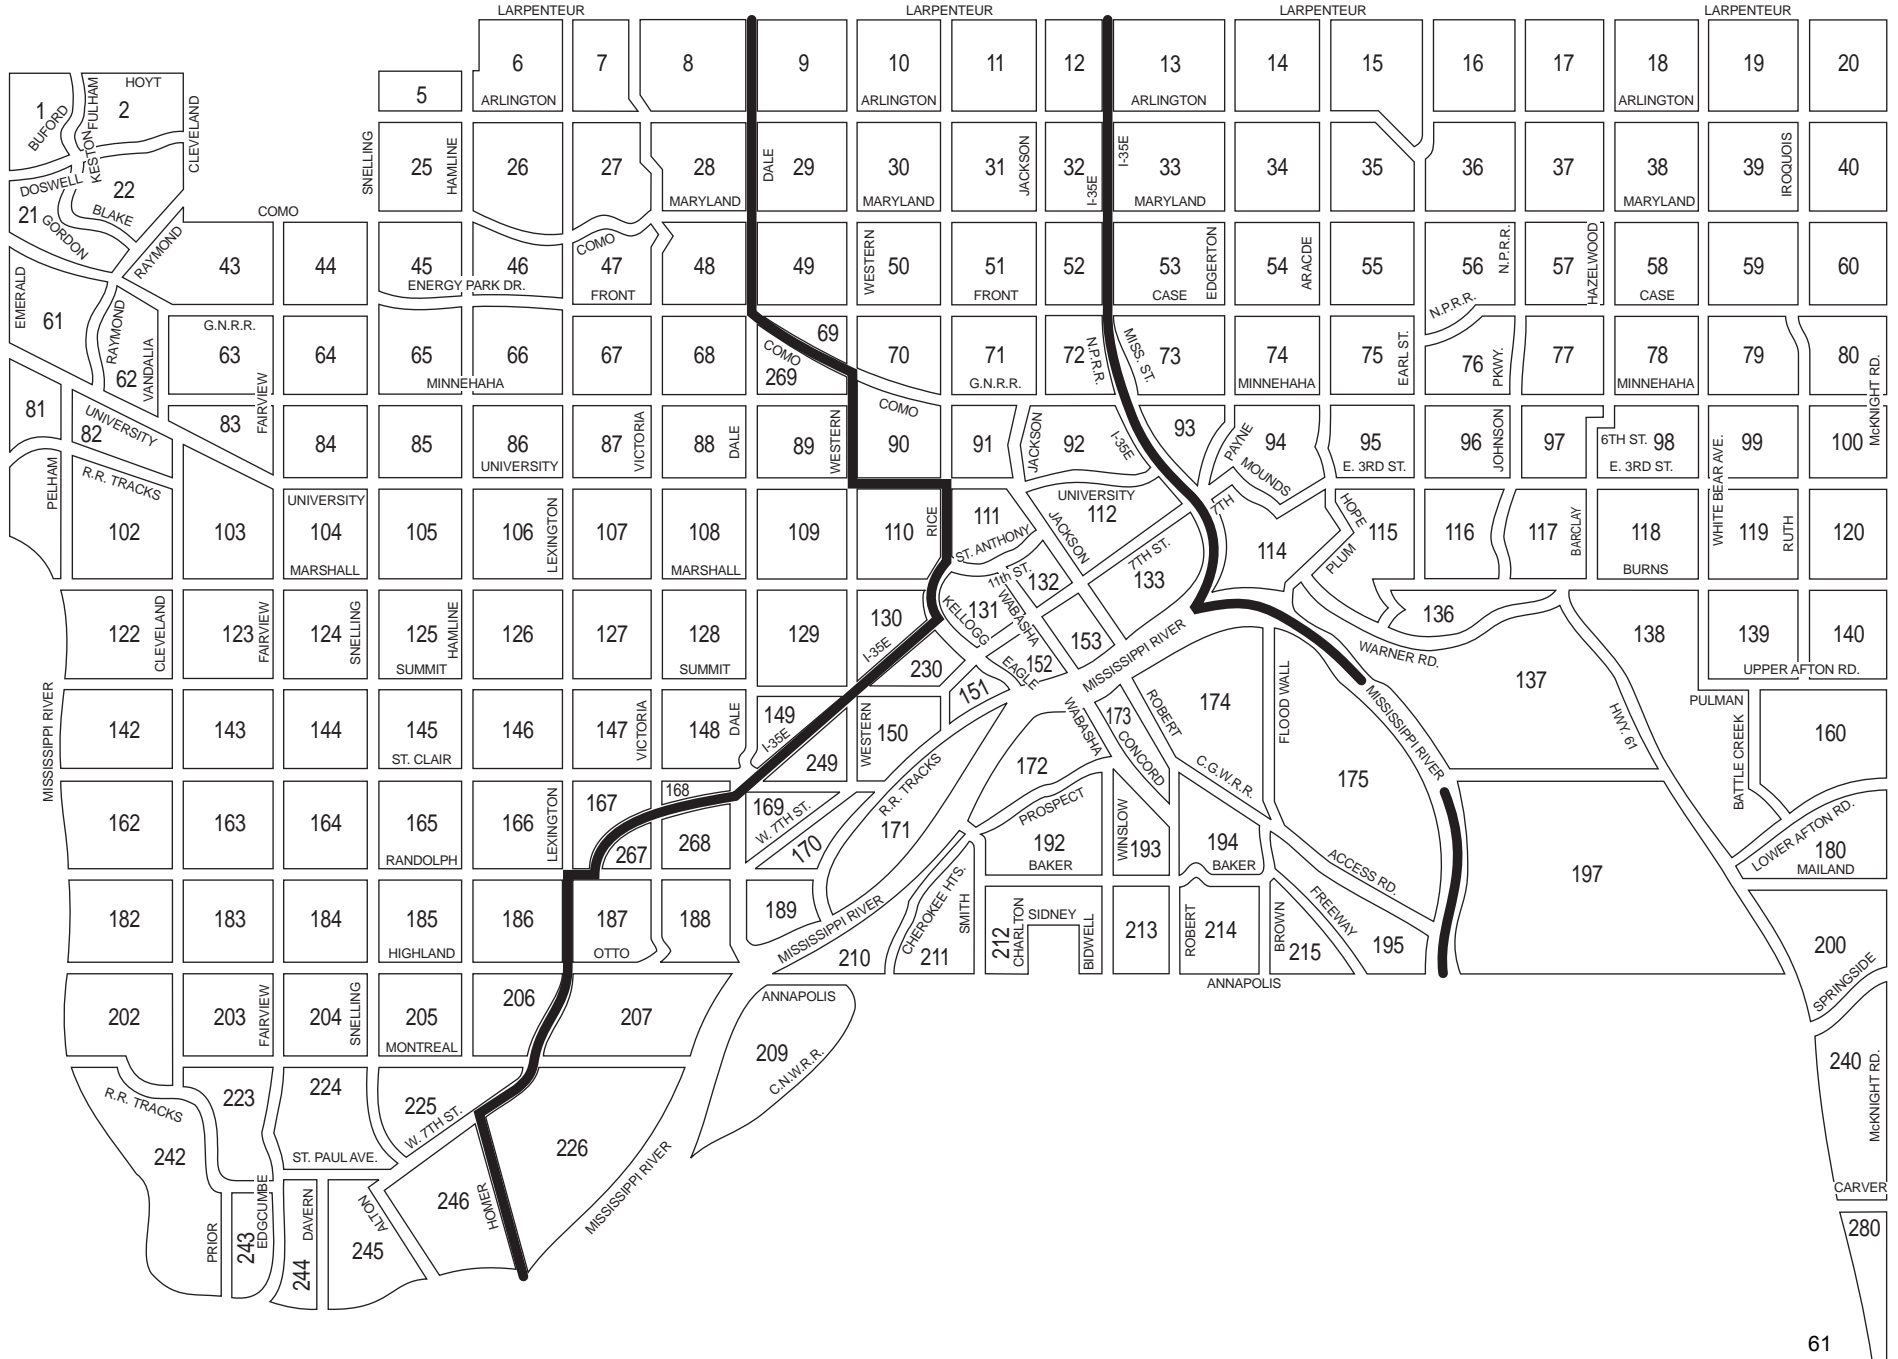 LARPENTEUR LARPENTEUR LARPENTEUR LARPENTEUR
6 7 8 9 10 11 12 13 14 15 16 17 18 19 20
HOYT
1 2 5
ARLINGTON ARLINGTON ARLINGTON ARLINGTON
BUFORD FULHAM KESTON CLEVELAND
SNELLING HAMLINE DALE JACKSON I-35E I-35E IROQUOIS
22 25 26 27 28 29 30 31 32 33 34 35 36 37 38 39 40
DOSWELL
MARYLAND MARYLAND MARYLAND MARYLAND
21 BLAKE GORDON COMO
RAYMOND COMO WESTERN EDGERTON ARACDE N.P.R.R. HAZELWOOD
43 44 45 46 47 48 49 50 51 52 53 54 55 56 57 58 59 60
ENERGY PARK DR.
FRONT FRONT CASE CASE
EMERALD RAYMOND VANDALIA N.P.R.R.
61 G.N.R.R. 69
62 63 64 65 66 67 68 70 71 72 73 74 75 76 77 78 79 80
COMO N.P.R.R. MISS. ST. EARL ST. PKWY. McKNIGHT RD.
269
MINNEHAHA G.N.R.R. MINNEHAHA MINNEHAHA
FAIRVIEW COMO
81 82 83 84 85 86 87 88 89 90 91 92 93 94 95 96 97 98 99 100
UNIVERSITY VICTORIA DALE WESTERN JACKSON I-35E PAYNE JOHNSON 6TH ST. WHITE BEAR AVE.
UNIVERSITY MOUNDS E. 3RD ST. E. 3RD ST.
PELHAM R.R. TRACKS
UNIVERSITY UNIVERSITY
102 103 104 105 106 107 108 109 110 111 112 114 115 116 117 118 119 120
LEXINGTON RICE ST. ANTHONY JACKSON 7TH 7TH ST. HOPE PLUM BARCLAY RUTH
MARSHALL MARSHALL BURNS
11th ST. 132 133
KELLOGG 131 WABASHA
122 123 124 125 126 127 128 129 130 153 136 138 139 140
CLEVELAND FAIRVIEW SNELLING HAMLINE I-35E
SUMMIT SUMMIT 230 EAGLE 152 MISSISSIPPI RIVER WARNER RD. UPPER AFTON RD.
151 137
MISSISSIPPI RIVER
142 143 144 145 146 147 148 149 150 173 174 160
VICTORIA DALE I-35E WESTERN WABASHA ROBERT FLOOD WALL MISSISSIPPI RIVER HWY. 61 PULMAN
ST. CLAIR 249 CONCORD BATTLE CREEK
172 C.G.W.R.R. 175
R.R. TRACKS
162 163 164 165 166 167 168 169 171
LEXINGTON W. 7TH ST. PROSPECT
RANDOLPH 267 268 170
192 WINSLOW 193 194 LOWER AFTON RD.
BAKER BAKER ACCESS RD. 180
197 MAILAND
182 183 184 185 186 187 188 189
MISSISSIPPI RIVER CHEROKEE HTS. SMITH
HIGHLAND OTTO
212 CHARLTON SIDNEY BIDWELL 213 ROBERT 214 BROWN FREEWAY
210 211 215 195 200
ANNAPOLIS ANNAPOLIS
SPRINGSIDE
202 203 204 205 206 207
FAIRVIEW SNELLING
MONTREAL
209 C.N.W.R.R.
240 McKNIGHT RD.
R.R. TRACKS 223 224 225
W. 7TH ST.
242 ST. PAUL AVE. 226
MISSISSIPPI RIVER
CARVER
PRIOR 243 EDGCUMBE 244 DAVERN ALTON 245 246 HOMER
280
61